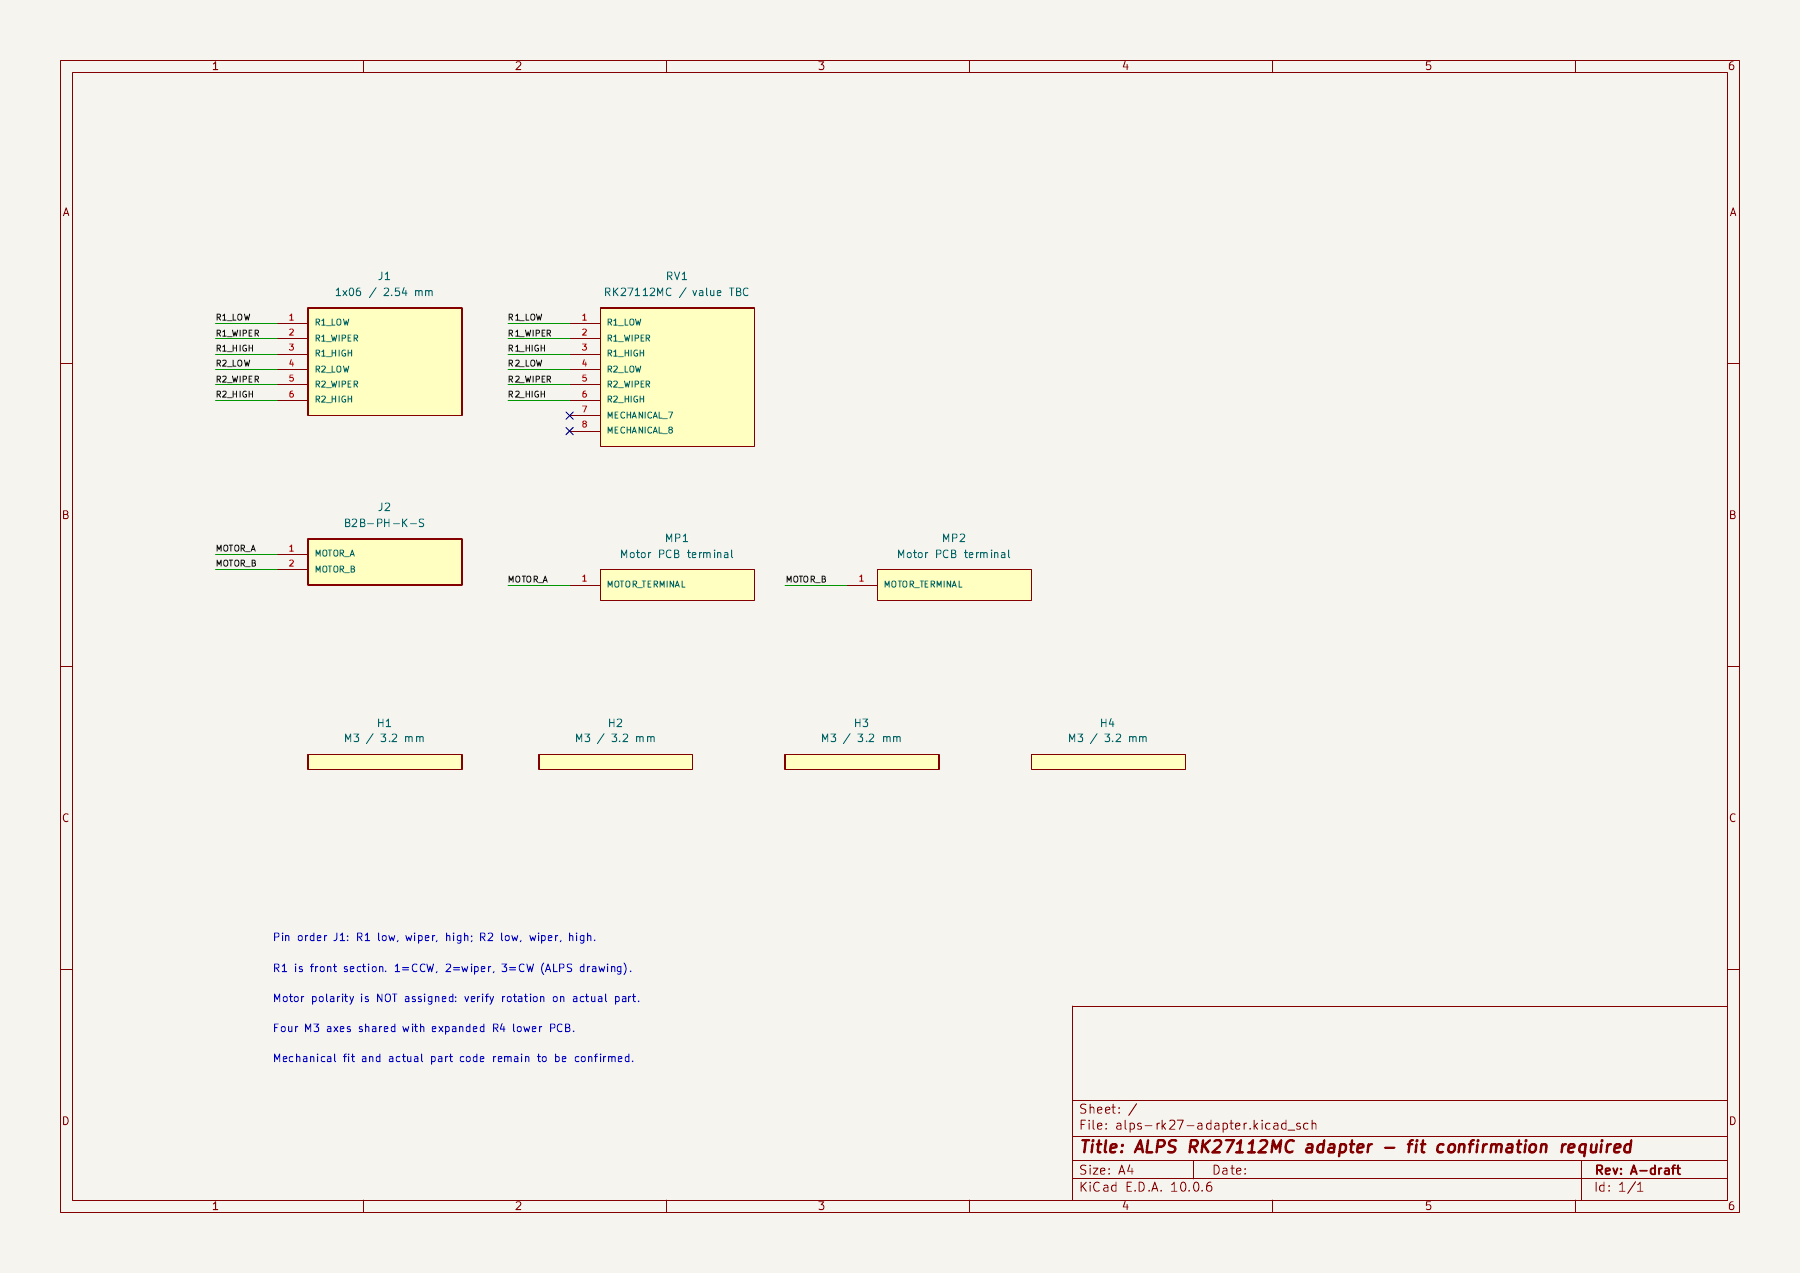 1 2 3 4 5 6
A A
J1 RV1
1x06 / 2.54 mm RK27112MC / value TBC
R1_LOW 1 R1_LOW R1_LOW 1 R1_LOW
R1_WIPER 2 R1_WIPER R1_WIPER 2 R1_WIPER
R1_HIGH 3 R1_HIGH R1_HIGH 3 R1_HIGH
R2_LOW 4 R2_LOW R2_LOW 4 R2_LOW
R2_WIPER 5 R2_WIPER R2_WIPER 5 R2_WIPER
R2_HIGH 6 R2_HIGH R2_HIGH 6 R2_HIGH
7 MECHANICAL_7
8 MECHANICAL_8
J2
B B2B-PH-K-S B
MP1 MP2
MOTOR_A 1 MOTOR_A Motor PCB terminal Motor PCB terminal
MOTOR_B 2 MOTOR_B
MOTOR_A 1 MOTOR_TERMINAL MOTOR_B 1 MOTOR_TERMINAL
H1 H2 H3 H4
M3 / 3.2 mm M3 / 3.2 mm M3 / 3.2 mm M3 / 3.2 mm
C C
Pin order J1: R1 low, wiper, high; R2 low, wiper, high.
R1 is front section. 1=CCW, 2=wiper, 3=CW (ALPS drawing).
Motor polarity is NOT assigned: verify rotation on actual part.
Four M3 axes shared with expanded R4 lower PCB.
Mechanical fit and actual part code remain to be confirmed.
Sheet: /
D File: alps-rk27-adapter.kicad_sch D
Title: ALPS RK27112MC adapter – fit confirmation required
Size: A4 Date: Rev: A-draft
KiCad E.D.A. 10.0.6 Id: 1/1
1 2 3 4 5 6